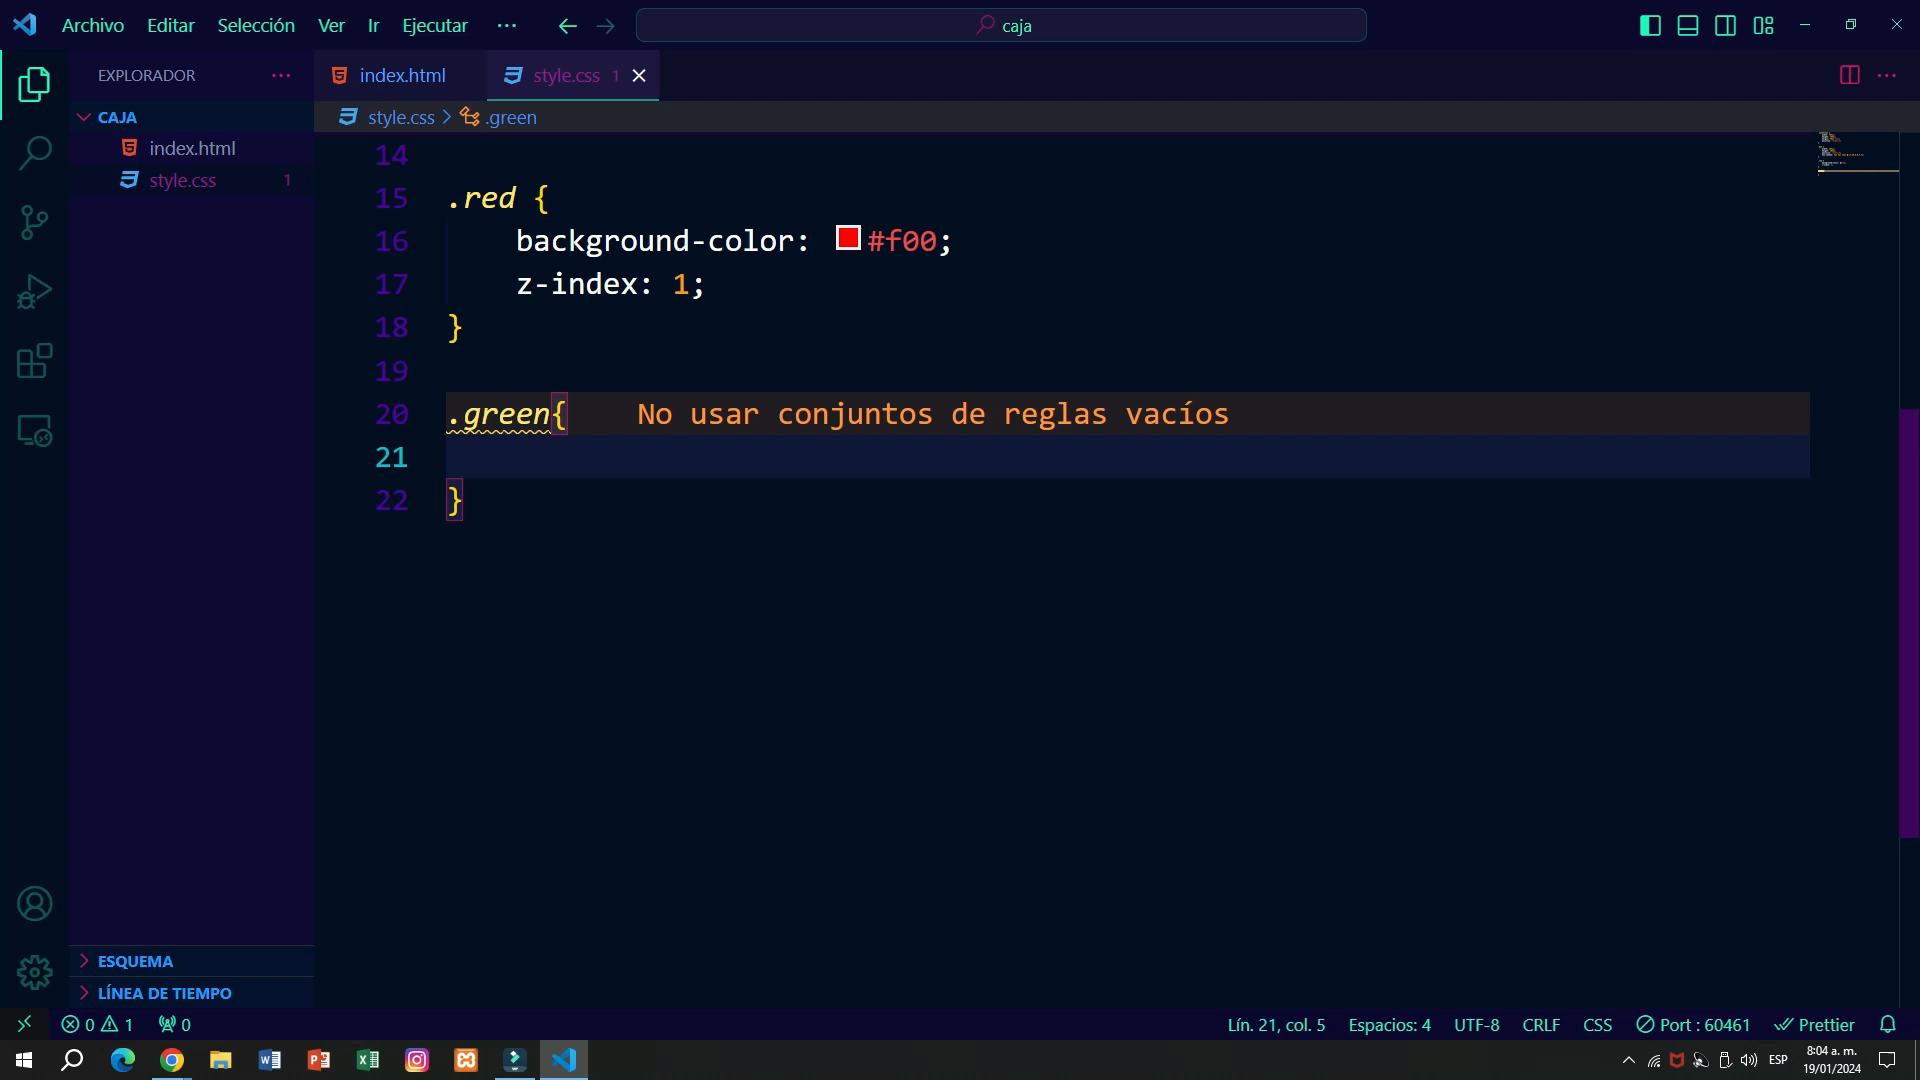 Archivo Editar Selección Ver Ir Ejecutar ··· caja
EXPLORADOR ···
index.html
style.css 1
CAJA
index.html
style.css 1
style.css > .green
14
15 .red {
16 background-color: #f00;
17 z-index: 1;
18 }
19
20 .green{ No usar conjuntos de reglas vacíos
21
22 }
ESQUEMA
LÍNEA DE TIEMPO
0 1 0 Lín. 21, col. 5 Espacios: 4 UTF-8 CRLF CSS Port : 60461 Prettier
ESP
8:04 a. m.
19/01/2024